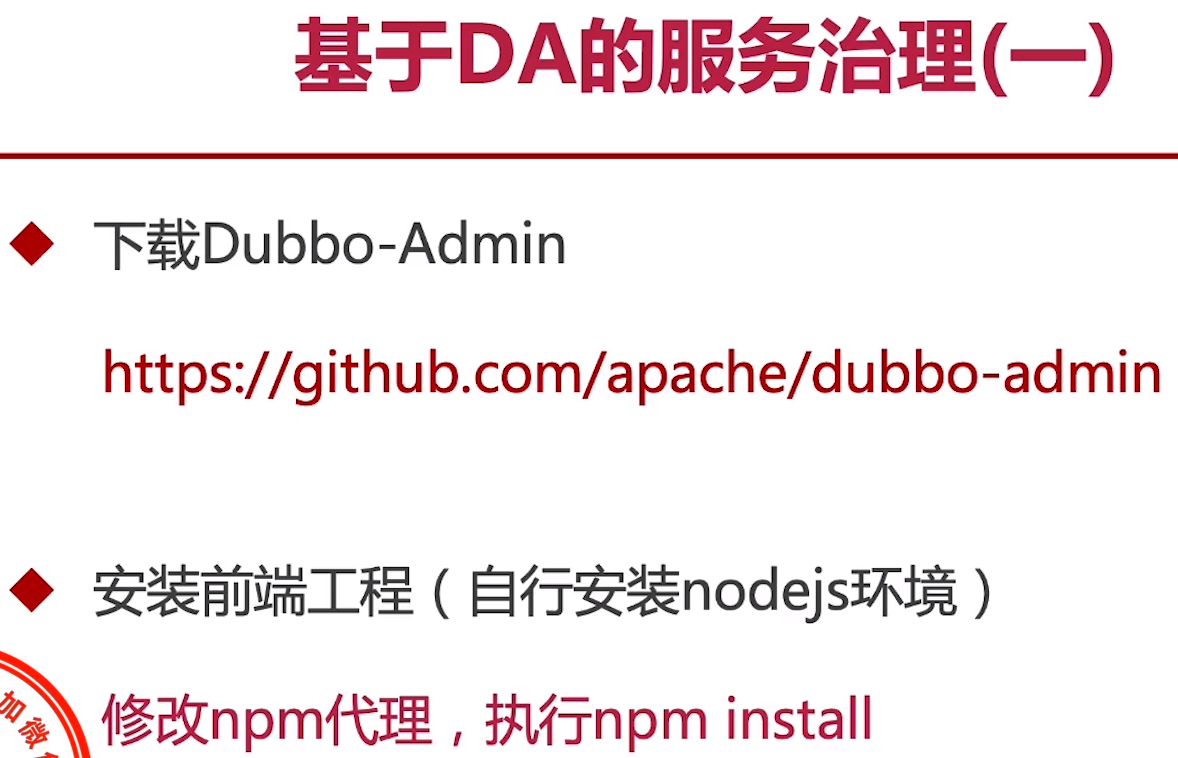 基于DA的服务治理(一)
下载Dubbo-Admin
https://github.com/apache/dubbo-admin
安装前端工程（自行安装nodejs环境）
修改npm代理，执行npm install
加微